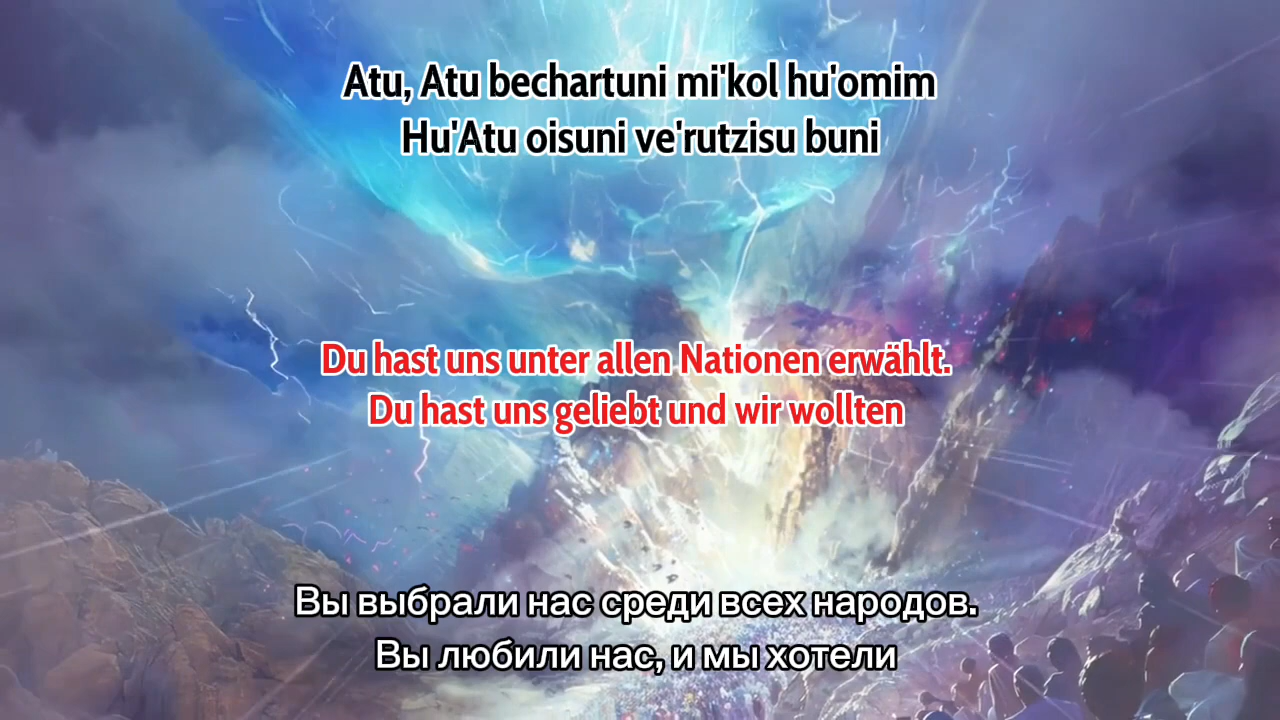 Atu, Atu bechartuni mi'kol hu'omim
Hu'Atu oisuni ve'rutzisu buni
Du hast uns unter allen Nationen erwählt.
Du hast uns geliebt und wir wollten
Вы выбрали нас среди всех народов.
Вы любили нас, и мы хотели